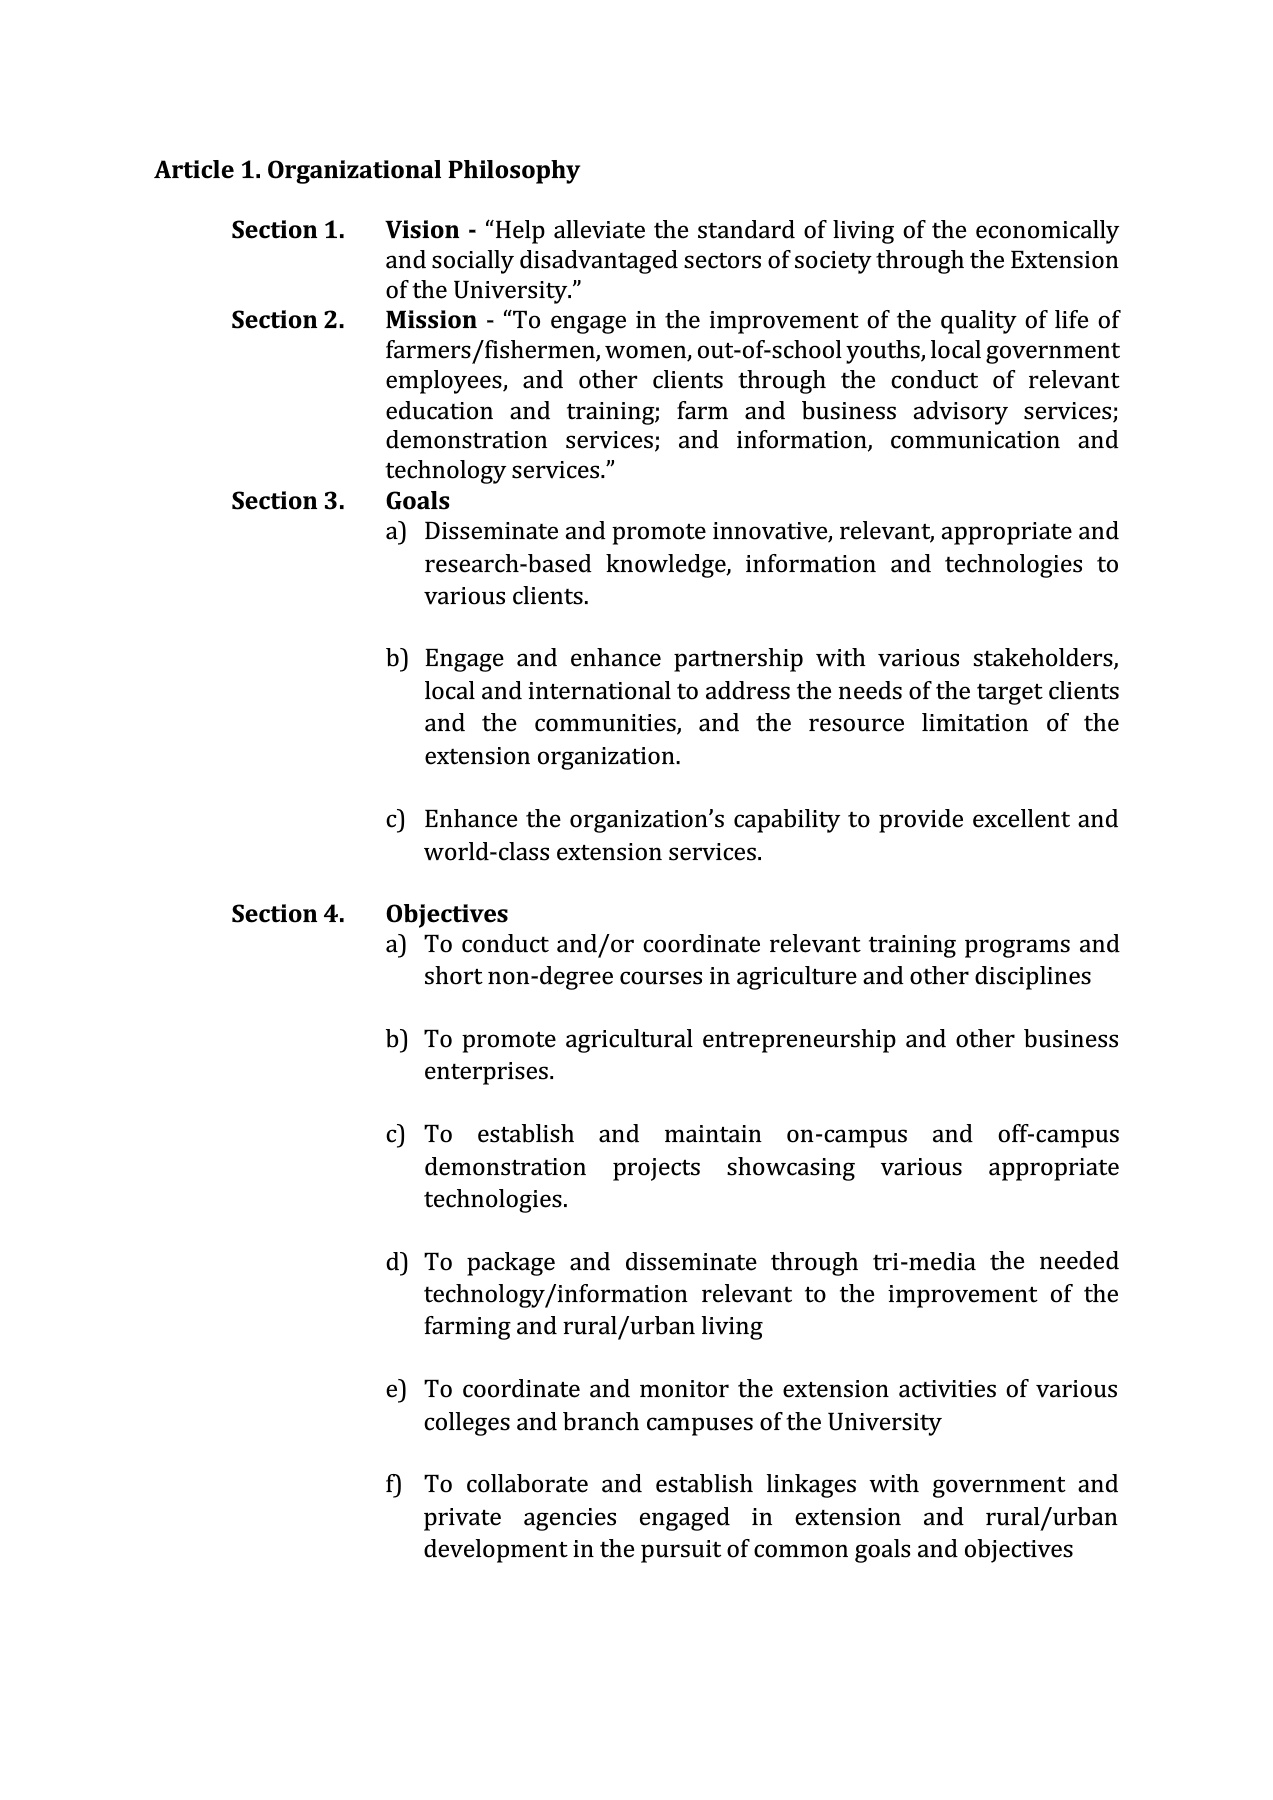 Article 1. Organizational Philosophy
Section 1. Vision - “Help alleviate the standard of living of the economically
and socially disadvantaged sectors of society through the Extension
of the University.”
Section 2. Mission - “To engage in the improvement of the quality of life of
farmers/fishermen, women, out-of-school youths, local government
employees, and other clients through the conduct of relevant
education and training; farm and business advisory services;
demonstration services; and information, communication and
technology services.”
Section 3. Goals
a) Disseminate and promote innovative, relevant, appropriate and
research-based knowledge, information and technologies to
various clients.
b) Engage and enhance partnership with various stakeholders,
local and international to address the needs of the target clients
and the communities, and the resource limitation of the
extension organization.
c) Enhance the organization’s capability to provide excellent and
world-class extension services.
Section 4. Objectives
a) To conduct and/or coordinate relevant training programs and
short non-degree courses in agriculture and other disciplines
b) To promote agricultural entrepreneurship and other business
enterprises.
c) To establish and maintain on-campus and off-campus
demonstration projects showcasing various appropriate
technologies.
d) To package and disseminate through tri-media the needed
technology/information relevant to the improvement of the
farming and rural/urban living
e) To coordinate and monitor the extension activities of various
colleges and branch campuses of the University
f) To collaborate and establish linkages with government and
private agencies engaged in extension and rural/urban
development in the pursuit of common goals and objectives